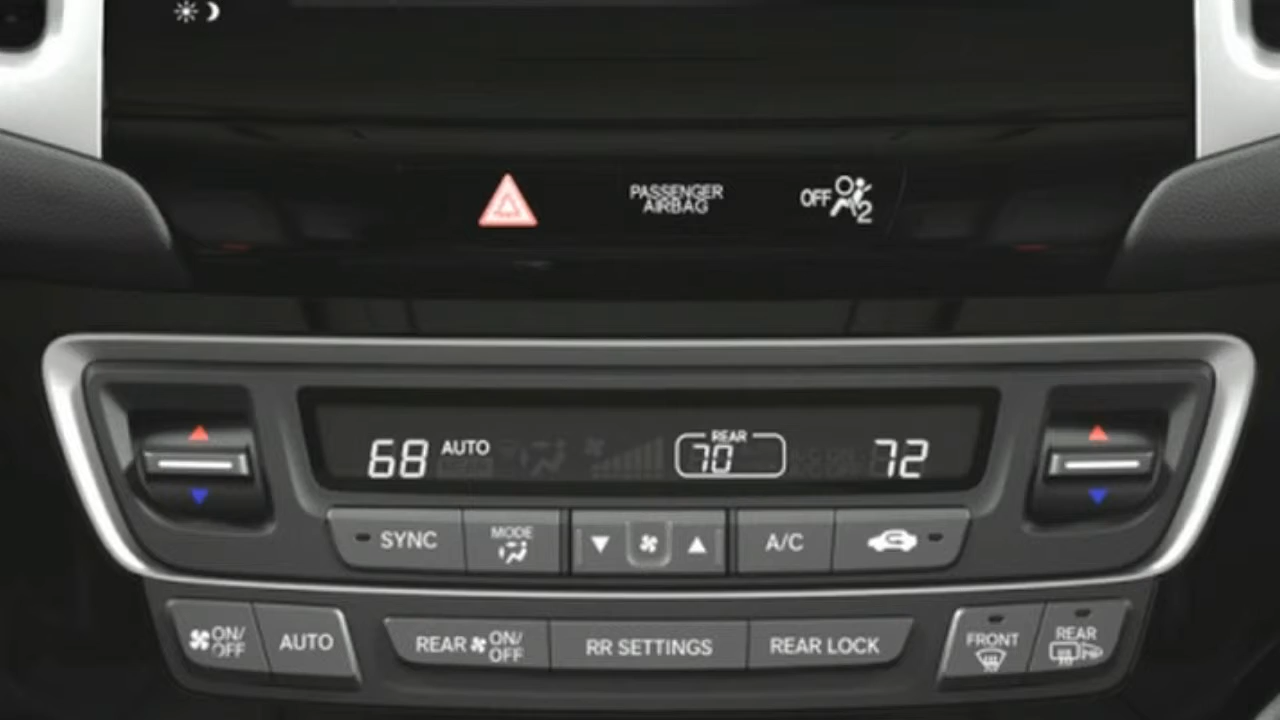 PASSENGER
AIRBAG
OFF 2
68 AUTO
REAR
70
72
SYNC
MODE
A/C
ON/
OFF
AUTO
REAR ON/
OFF
RR SETTINGS
REAR LOCK
FRONT
REAR